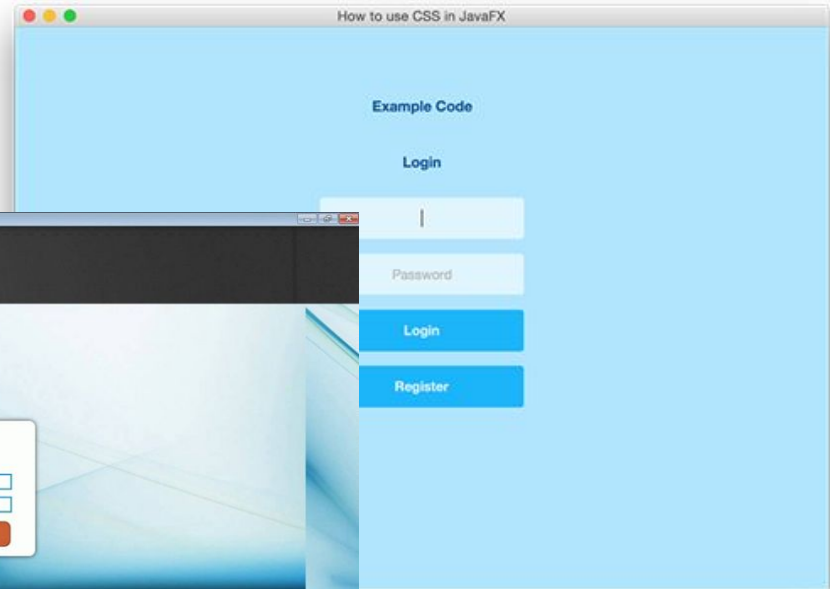 How to use CSS in JavaFX
Example Code
Login
Password
Login
Register